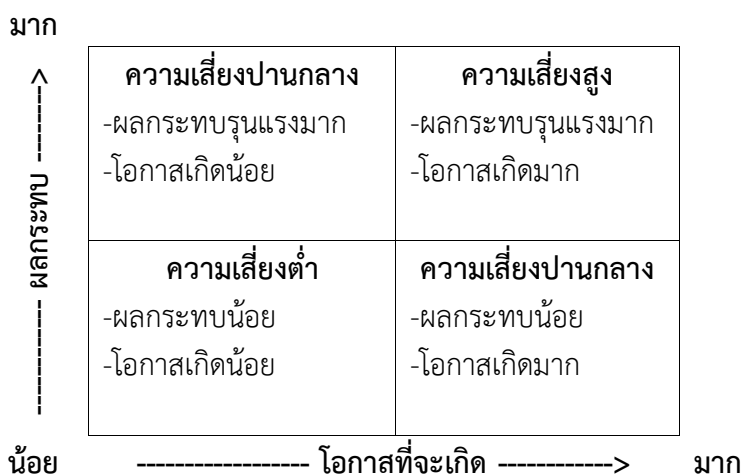 มาก
ความเสี่ยงปานกลาง
-ผลกระทบรุนแรงมาก
-โอกาสเกิดน้อย
ความเสี่ยงสูง
-ผลกระทบรุนแรงมาก
-โอกาสเกิดมาก
------------ ผลกระทบ --------->
ความเสี่ยงต่ำ
-ผลกระทบน้อย
-โอกาสเกิดน้อย
ความเสี่ยงปานกลาง
-ผลกระทบน้อย
-โอกาสเกิดมาก
น้อย ------------------ โอกาสที่จะเกิด ------------> มาก